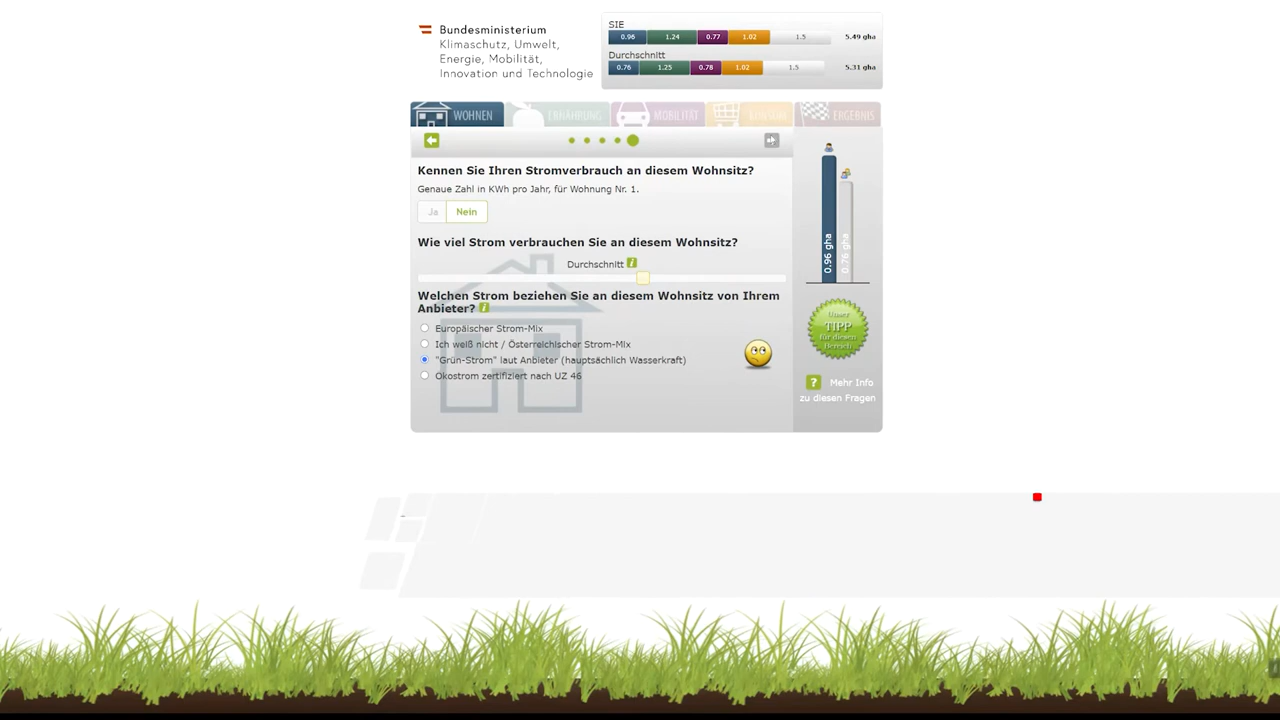 Bundesministerium
Klimaschutz, Umwelt,
Energie, Mobilität,
Innovation und Technologie
SIE
0.96 1.24 0.77 1.02 1.5 5.49 gha
Durchschnitt
0.76 1.25 0.78 1.02 1.5 5.31 gha
WOHNEN ERNÄHRUNG MOBILITÄT KONSUM ERGEBNIS
Kennen Sie Ihren Stromverbrauch an diesem Wohnsitz?
Genaue Zahl in KWh pro Jahr, für Wohnung Nr. 1.
Ja Nein
Wie viel Strom verbrauchen Sie an diesem Wohnsitz?
Durchschnitt
Welchen Strom beziehen Sie an diesem Wohnsitz von Ihrem
Anbieter?
Europäischer Strom-Mix
Ich weiß nicht / Österreichischer Strom-Mix
"Grün-Strom" laut Anbieter (hauptsächlich Wasserkraft)
Ökostrom zertifiziert nach UZ 46
0.96 gha
0.76 gha
Unser
TIPP
für diesen
Bereich
? Mehr Info
zu diesen Fragen